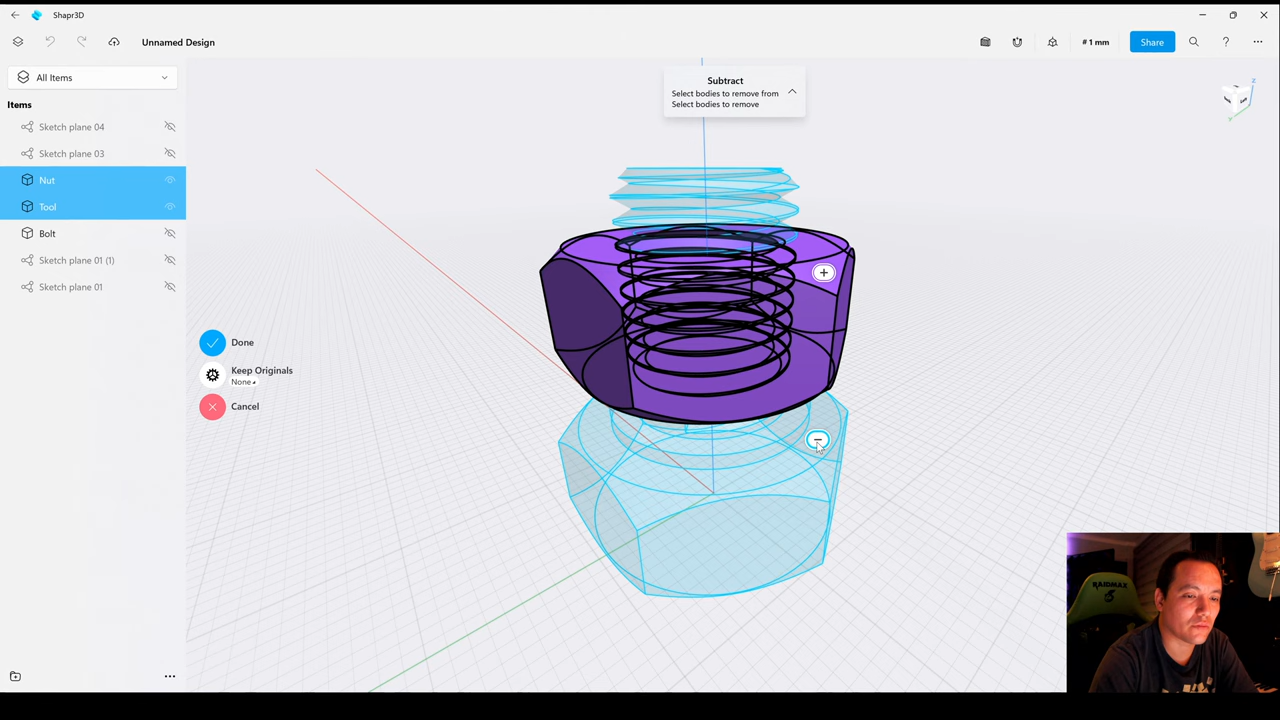 Shapr3D
Unnamed Design
# 1 mm
Share
?
All Items
Items
Sketch plane 04
Sketch plane 03
Nut
Tool
Bolt
Sketch plane 01 (1)
Sketch plane 01
Subtract
Select bodies to remove from
Select bodies to remove
Done
Keep Originals
None
Cancel
Z
Y
RAIDMAX